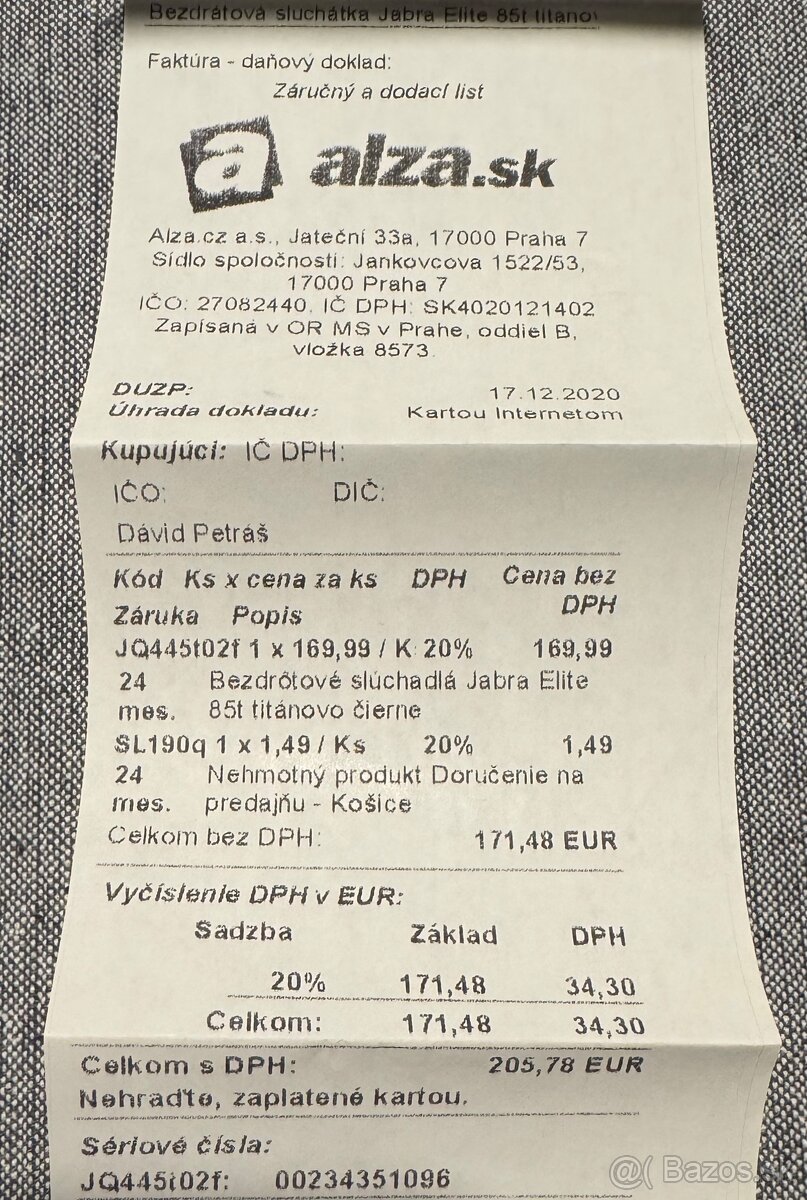 Bezdrátová sluchátka Jabra Elite 85t titanov
Faktúra - daňový doklad:
Záručný a dodací list
a alza.sk
Alza.cz a.s., Jateční 33a, 17000 Praha 7
Sídlo spoločnosti: Jankovcova 1522/53,
17000 Praha 7
IČO: 27082440, IČ DPH: SK4020121402
Zapísaná v OR MS v Prahe, oddiel B,
vložka 8573.
DUZP: 17.12.2020
Úhrada dokladu: Kartou Internetom
Kupujúci: IČ DPH:
IČO: DIČ:
Dávid Petráš
Kód Ks x cena za ks DPH Cena bez
Záruka Popis DPH
JQ445t02f 1 x 169,99 / K 20% 169,99
24 Bezdrôtové slúchadlá Jabra Elite
mes. 85t titánovo čierne
SL190q 1 x 1,49 / Ks 20% 1,49
24 Nehmotný produkt Doručenie na
mes. predajňu - Košice
Celkom bez DPH: 171,48 EUR
Vyčíslenie DPH v EUR:
Sadzba Základ DPH
20% 171,48 34,30
Celkom: 171,48 34,30
Celkom s DPH: 205,78 EUR
Nehraďte, zaplatené kartou.
Sériové čísla:
JQ445t02f: 00234351096
@( Bazos.sk